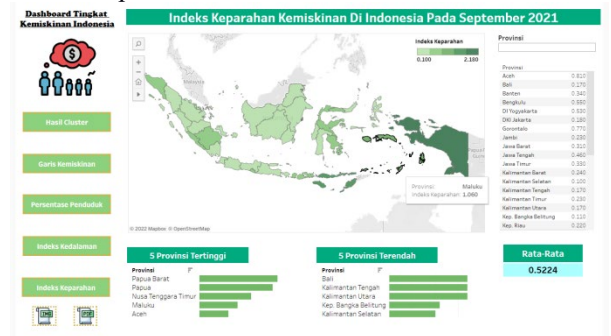 Dashboard Tingkat
Kemiskinan Indonesia
Indeks Keparahan Kemiskinan Di Indonesia Pada September 2021
Hasil Cluster
Garis Kemiskinan
Persentase Penduduk
Indeks Kedalaman
Indeks Keparahan
Malaysia
Indeks Keparahan
0.100 2.180
Provinsi: Maluku
Indeks Keparahan: 1.060
© 2022 Mapbox © OpenStreetMap
Provinsi
Provinsi
Aceh 0.810
Bali 0.170
Banten 0.340
Bengkulu
DI Yogyakarta
DKI Jakarta 0.180
Gorontalo 0.770
Jambi 0.230
Jawa Barat 0.310
Jawa Tengah 0.460
Jawa Timur 0.330
Kalimantan Barat 0.240
Kalimantan Selatan 0.100
Kalimantan Tengah 0.170
Kalimantan Timur 0.230
Kalimantan Utara 0.170
Kep. Bangka Belitung 0.110
Kep. Riau 0.220
5 Provinsi Tertinggi
Provinsi
Papua Barat
Papua
Nusa Tenggara Timur
Maluku
Aceh
5 Provinsi Terendah
Provinsi
Bali
Kalimantan Tengah
Kalimantan Utara
Kep. Bangka Belitung
Kalimantan Selatan
Rata-Rata
0.5224